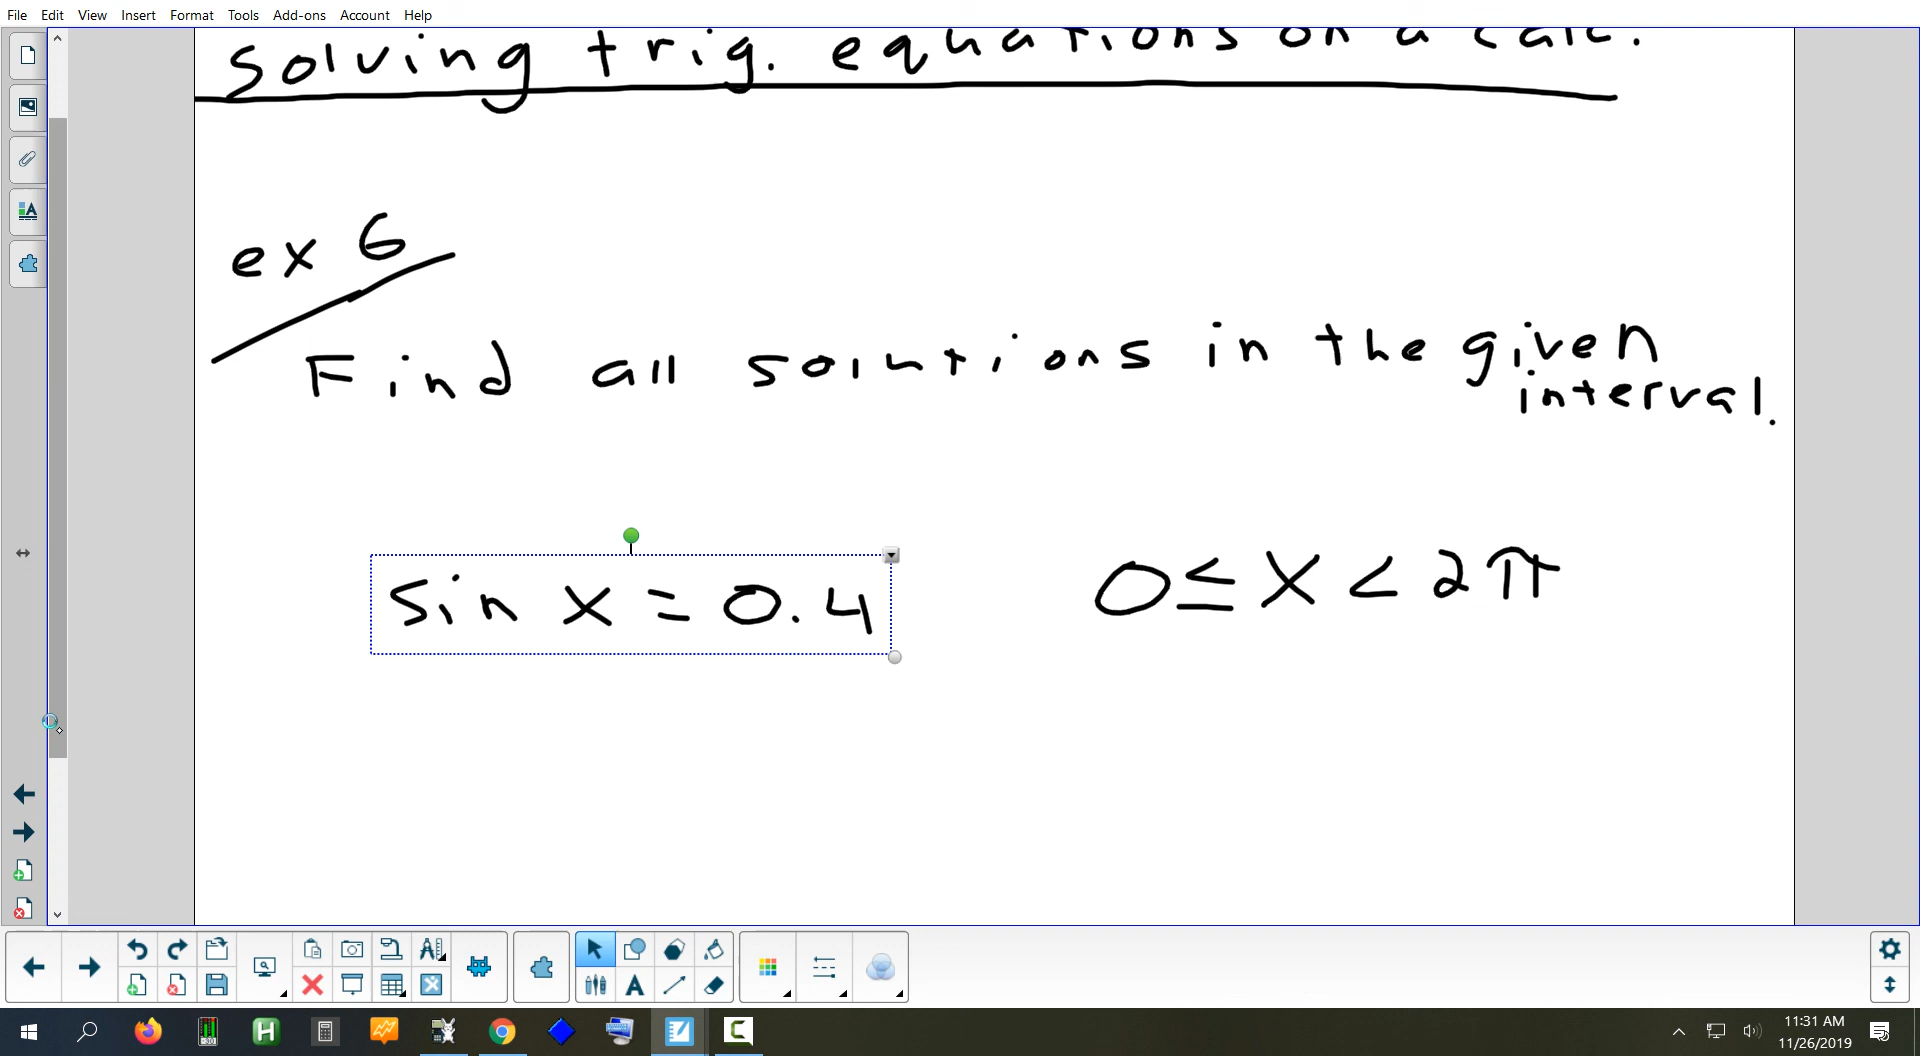 File Edit View Insert Format Tools Add-ons Account Help
solving trig. equations on a calc.
ex 6
Find all solutions in the given
interval.
sin x = 0.4
0 ≤ x < 2π
11:31 AM
11/26/2019